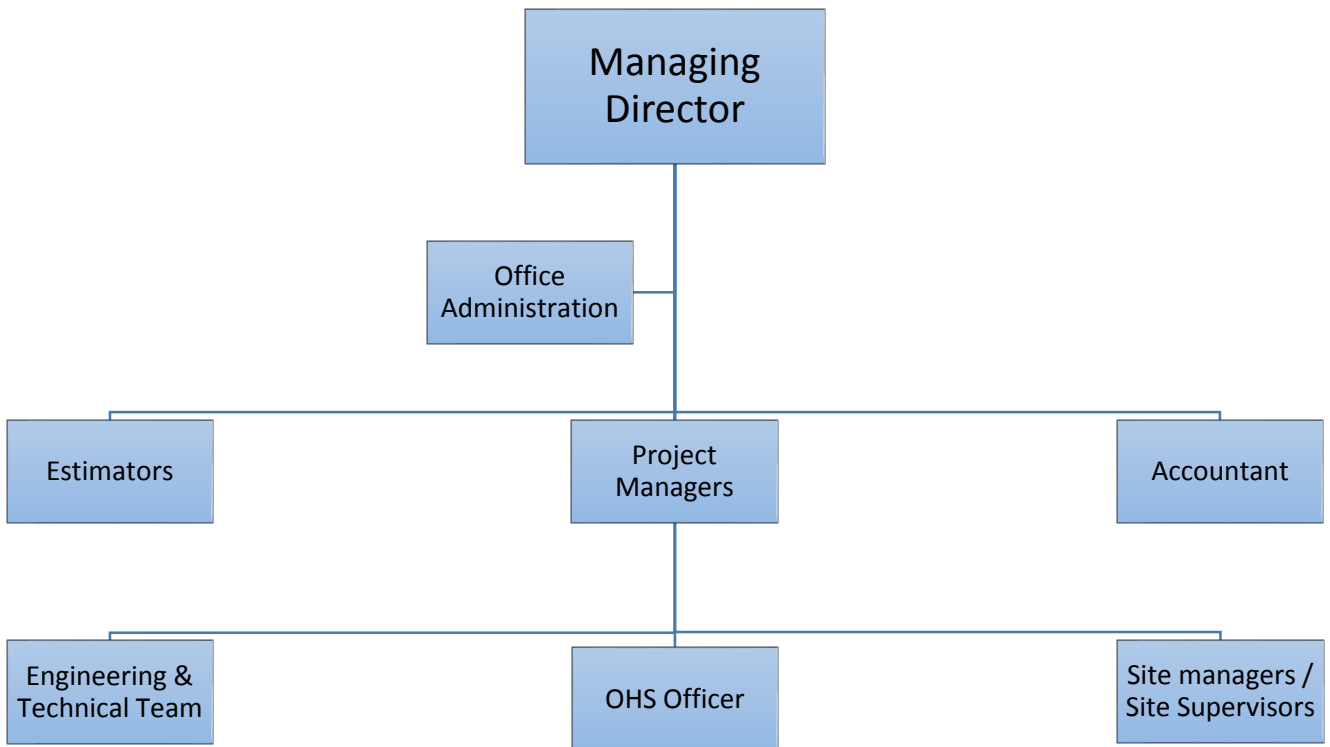 Managing
Director
Office
Administration
Estimators
Project
Managers
Accountant
Engineering &
Technical Team
OHS Officer
Site managers /
Site Supervisors